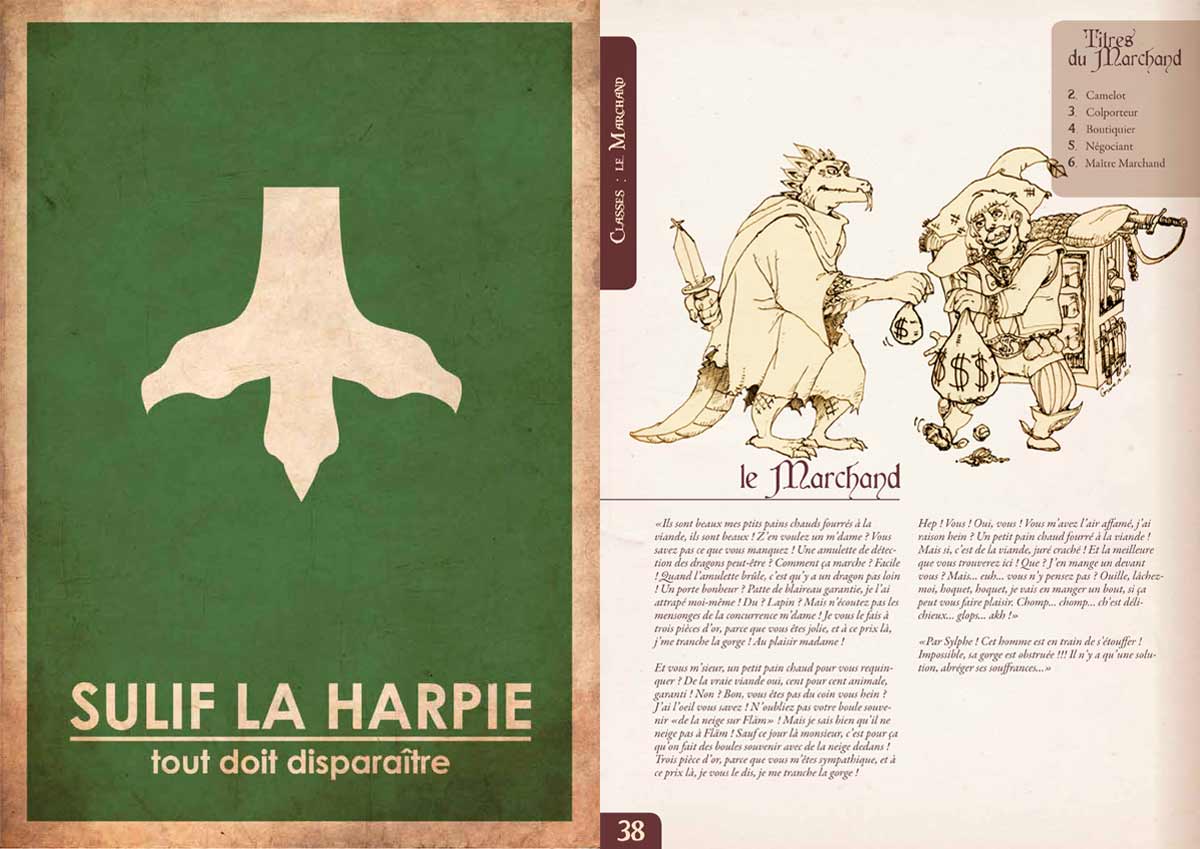 SULIF LA HARPIE
tout doit disparaître
CLASSES : LE MARCHAND
Titres
du Marchand
2. Camelot
3. Colporteur
4. Boutiquier
5. Négociant
6. Maître Marchand
$
$$$
le Marchand
«Ils sont beaux mes ptits pains chauds fourrés à la
viande, ils sont beaux ! Z'en voulez un m'dame ? Vous
savez pas ce que vous manquez ! Une amulette de détec-
tion des dragons peut-être ? Comment ça marche ? Facile
! Quand l'amulette brûle, c'est qu'y a un dragon pas loin
! Un porte bonheur ? Patte de blaireau garantie, je l'ai
attrapé moi-même ! Du ? Lapin ? Mais n'écoutez pas les
mensonges de la concurrence m'dame ! Je vous le fais à
trois pièces d'or, parce que vous êtes jolie, et à ce prix là,
j'me tranche la gorge ! Au plaisir madame !
Et vous m'sieur, un petit pain chaud pour vous requin-
quer ? De la vraie viande oui, cent pour cent animale,
garanti ! Non ? Bon, vous êtes pas du coin vous hein ?
J'ai l'oeil vous savez ! N'oubliez pas votre boule souve-
nir «de la neige sur Fläm» ! Mais je sais bien qu'il ne
neige pas à Fläm ! Sauf ce jour là monsieur, c'est pour ça
qu'on fait des boules souvenir avec de la neige dedans !
Trois pièce d'or, parce que vous m'êtes sympathique, et à
ce prix là, je vous le dis, je me tranche la gorge !
Hep ! Vous ! Oui, vous ! Vous m'avez l'air affamé, j'ai
raison hein ? Un petit pain chaud fourré à la viande !
Mais si, c'est de la viande, juré craché ! Et la meilleure
que vous trouverez ici ! Que ? J'en mange un devant
vous ? Mais... euh... vous n'y pensez pas ? Ouille, lâchez-
moi, hoquet, hoquet, je vais en manger un bout, si ça
peut vous faire plaisir. Chomp... chomp... ch'est déli-
chieux... glops... akh !»
«Par Sylphe ! Cet homme est en train de s'étouffer !
Impossible, sa gorge est obstruée !!! Il n'y a qu'une solu-
tion, abréger ses souffrances...»
38